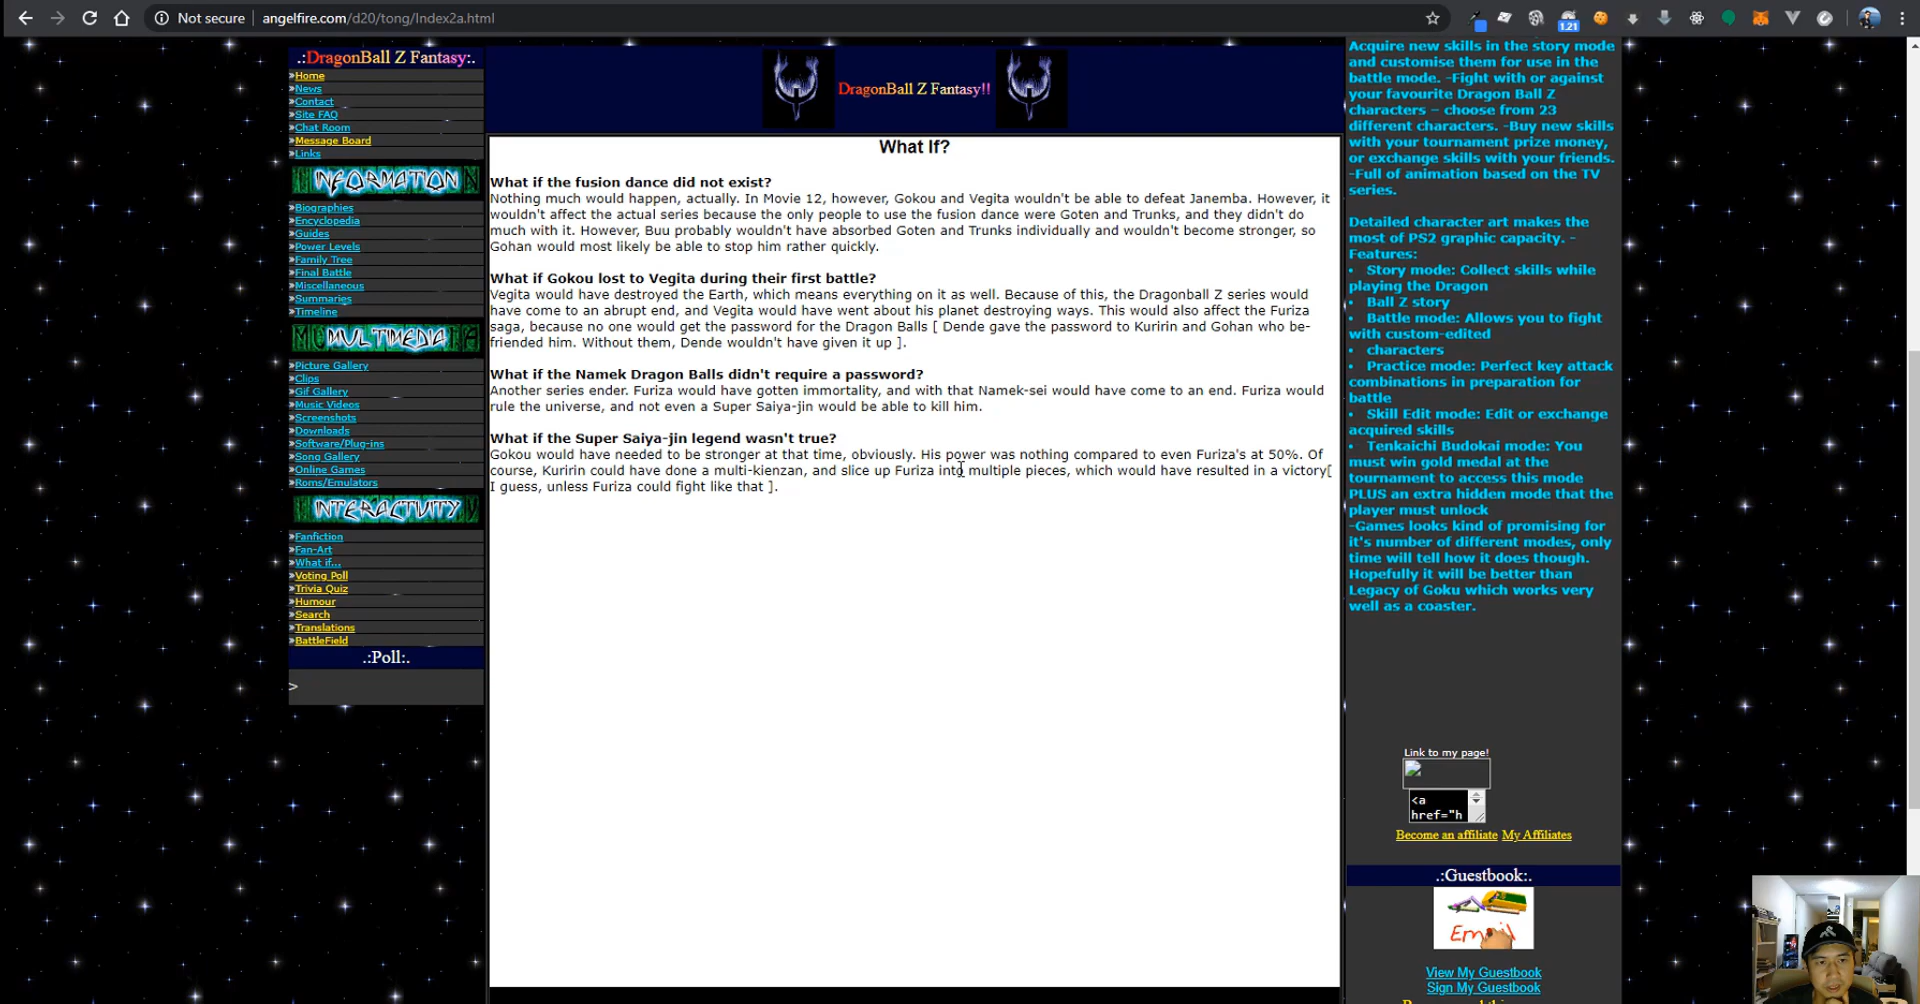 Not secure
angelfire.com/d20/tong/Index2a.html
1.21
.:DragonBall Z Fantasy:.
»Home
»News
»Contact
»Site FAQ
»Chat Room
»Message Board
»Links
INFORMATION
»Biographies
»Encyclopedia
»Guides
»Power Levels
»Family Tree
»Final Battle
»Miscellaneous
»Summaries
»Timeline
MULTIMEDIA
»Picture Gallery
»Clips
»Gif Gallery
»Music Videos
»Screenshots
»Downloads
»Software/Plug-ins
»Song Gallery
»Online Games
»Roms/Emulators
INTERACTIVITY
»Fanfiction
»Fan-Art
»What if...
»Voting Poll
»Trivia Quiz
»Humour
»Search
»Translations
»BattleField
.:Poll:.
>
DragonBall Z Fantasy!!
What If?
What if the fusion dance did not exist?
Nothing much would happen, actually. In Movie 12, however, Gokou and Vegita wouldn't be able to defeat Janemba. However, it
wouldn't affect the actual series because the only people to use the fusion dance were Goten and Trunks, and they didn't do
much with it. However, Buu probably wouldn't have absorbed Goten and Trunks individually and wouldn't become stronger, so
Gohan would most likely be able to stop him rather quickly.
What if Gokou lost to Vegita during their first battle?
Vegita would have destroyed the Earth, which means everything on it as well. Because of this, the Dragonball Z series would
have come to an abrupt end, and Vegita would have went about his planet destroying ways. This would also affect the Furiza
saga, because no one would get the password for the Dragon Balls [ Dende gave the password to Kuririn and Gohan who be-
friended him. Without them, Dende wouldn't have given it up ].
What if the Namek Dragon Balls didn't require a password?
Another series ender. Furiza would have gotten immortality, and with that Namek-sei would have come to an end. Furiza would
rule the universe, and not even a Super Saiya-jin would be able to kill him.
What if the Super Saiya-jin legend wasn't true?
Gokou would have needed to be stronger at that time, obviously. His power was nothing compared to even Furiza's at 50%. Of
course, Kuririn could have done a multi-kienzan, and slice up Furiza into multiple pieces, which would have resulted in a victory[
I guess, unless Furiza could fight like that ].
Acquire new skills in the story mode
and customise them for use in the
battle mode. -Fight with or against
your favourite Dragon Ball Z
characters – choose from 23
different characters. -Buy new skills
with your tournament prize money,
or exchange skills with your friends.
-Full of animation based on the TV
series.
Detailed character art makes the
most of PS2 graphic capacity. -
Features:
• Story mode: Collect skills while
playing the Dragon
• Ball Z story
• Battle mode: Allows you to fight
with custom-edited
• characters
• Practice mode: Perfect key attack
combinations in preparation for
battle
• Skill Edit mode: Edit or exchange
acquired skills
• Tenkaichi Budokai mode: You
must win gold medal at the
tournament to access this mode
PLUS an extra hidden mode that the
player must unlock
-Games looks kind of promising for
it's number of different modes, only
time will tell how it does though.
Hopefully it will be better than
Legacy of Goku which works very
well as a coaster.
Link to my page!
<a
href="h
Become an affiliate My Affiliates
.:Guestbook:.
Email
View My Guestbook
Sign My Guestbook